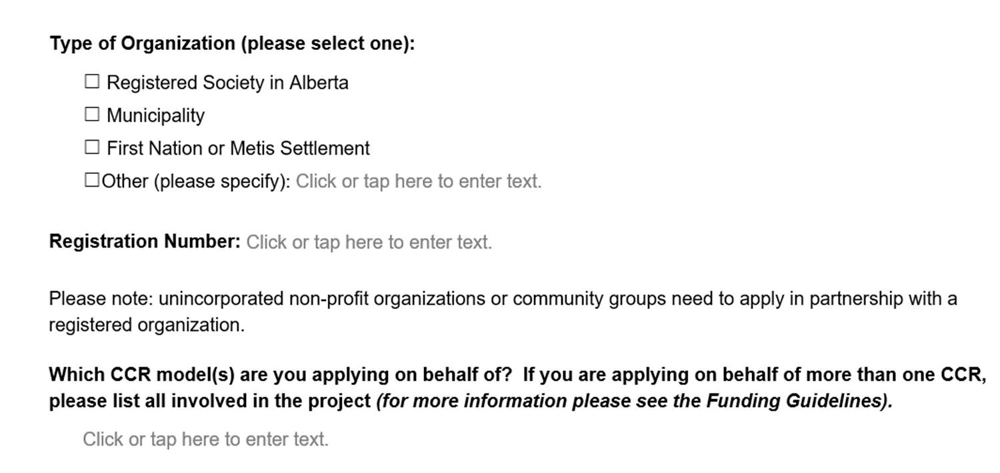 Type of Organization (please select one):
☐ Registered Society in Alberta
☐ Municipality
☐ First Nation or Metis Settlement
☐Other (please specify): Click or tap here to enter text.
Registration Number: Click or tap here to enter text.
Please note: unincorporated non-profit organizations or community groups need to apply in partnership with a
registered organization.
Which CCR model(s) are you applying on behalf of?  If you are applying on behalf of more than one CCR,
please list all involved in the project (for more information please see the Funding Guidelines).
Click or tap here to enter text.